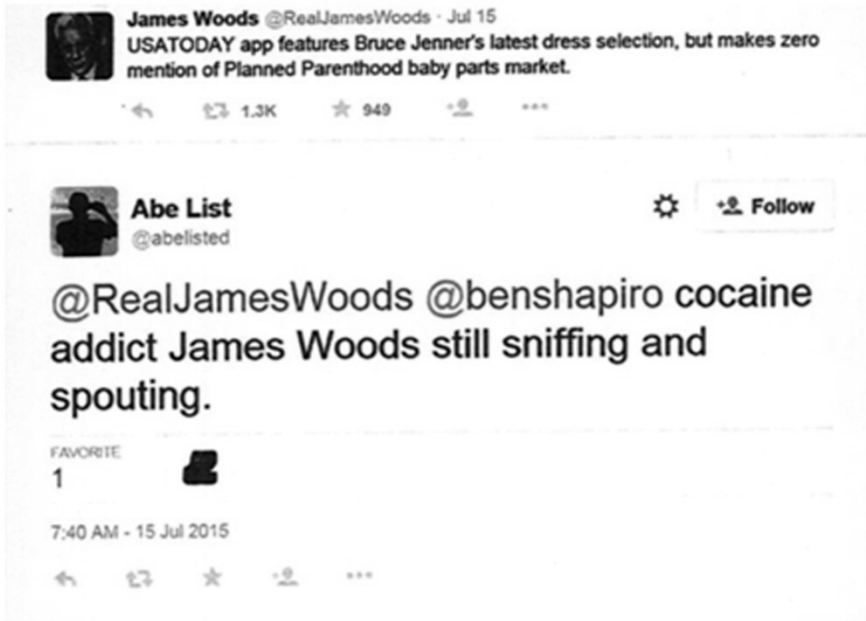 James Woods @RealJamesWoods · Jul 15
USATODAY app features Bruce Jenner's latest dress selection, but makes zero
mention of Planned Parenthood baby parts market.
1.3K 949
Abe List
Follow
@abelisted
@RealJamesWoods @benshapiro cocaine
addict James Woods still sniffing and
spouting.
FAVORITE
1
7:40 AM - 15 Jul 2015